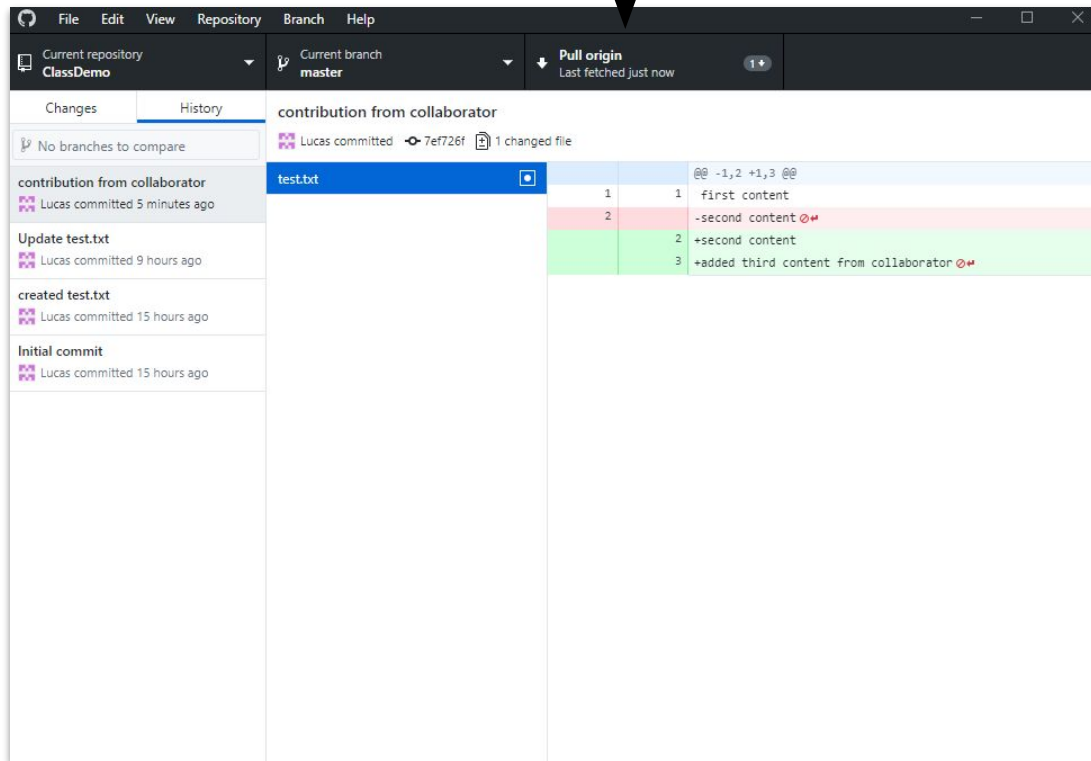 File Edit View Repository Branch Help
Current repository
ClassDemo
Current branch
master
Pull origin
Last fetched just now
1
Changes History
No branches to compare
contribution from collaborator
Lucas committed 5 minutes ago
Update test.txt
Lucas committed 9 hours ago
created test.txt
Lucas committed 15 hours ago
Initial commit
Lucas committed 15 hours ago
contribution from collaborator
Lucas committed 7ef726f 1 changed file
test.txt
@@ -1,2 +1,3 @@
1 1 first content
2 -second content
2 +second content
3 +added third content from collaborator